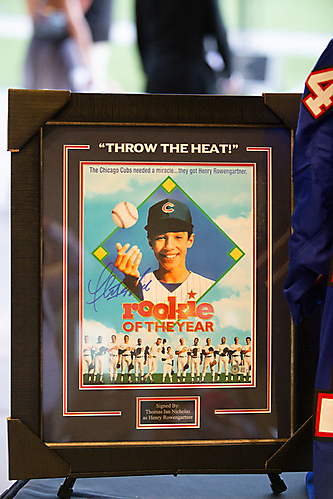 "THROW THE HEAT!"
The Chicago Cubs needed a miracle...they got Henry Rowengartner.
C
rookie
OF THE YEAR
Signed By:
Thomas Ian Nicholas
as Henry Rowengartner
4